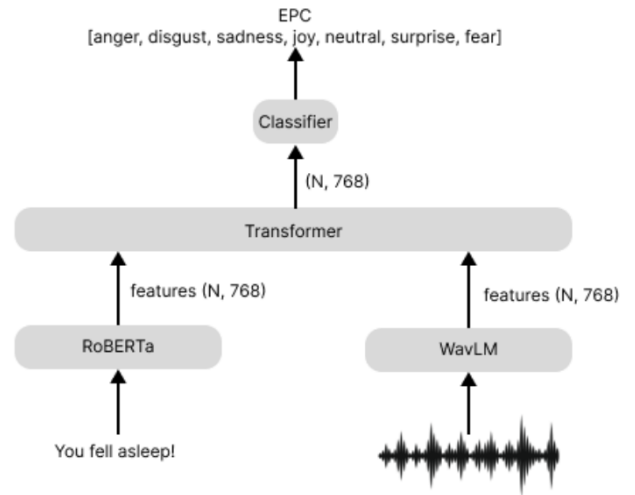 EPC
[anger, disgust, sadness, joy, neutral, surprise, fear]
Classifier
(N, 768)
Transformer
features (N, 768)
features (N, 768)
RoBERTa
WavLM
You fell asleep!